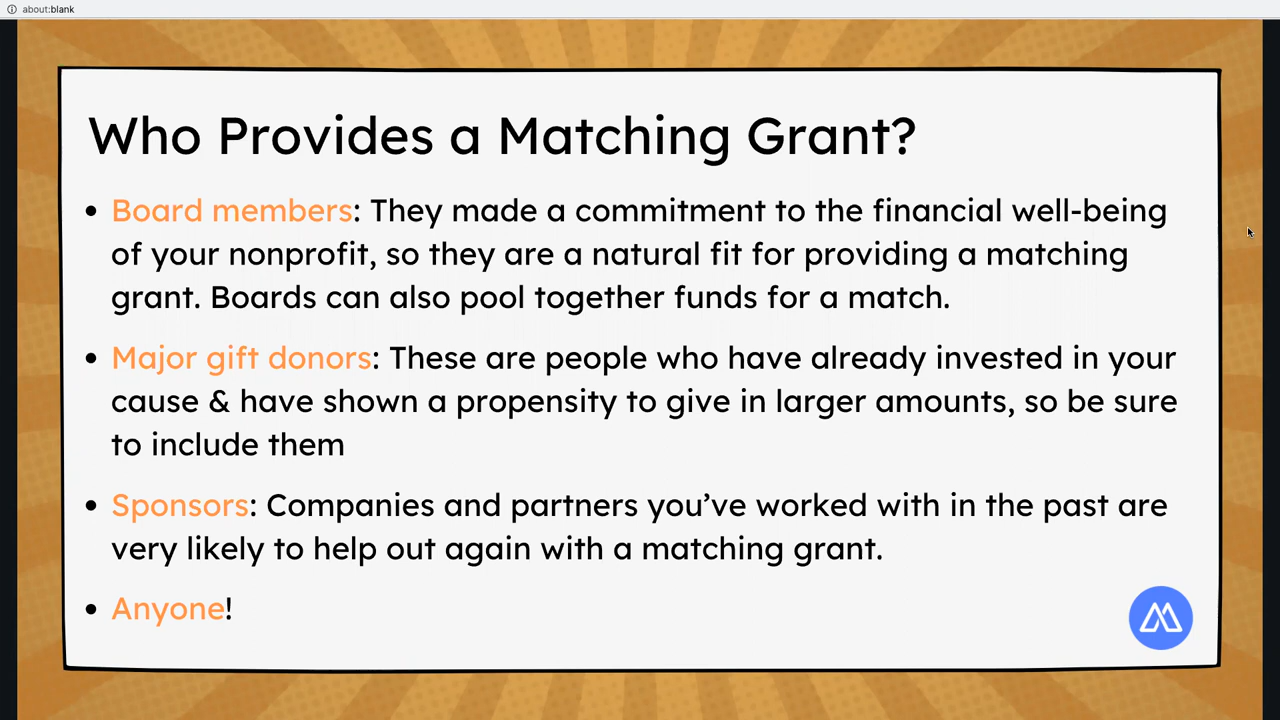 about:blank
Who Provides a Matching Grant?
• Board members: They made a commitment to the financial well-being
of your nonprofit, so they are a natural fit for providing a matching
grant. Boards can also pool together funds for a match.
• Major gift donors: These are people who have already invested in your
cause & have shown a propensity to give in larger amounts, so be sure
to include them
• Sponsors: Companies and partners you’ve worked with in the past are
very likely to help out again with a matching grant.
• Anyone!